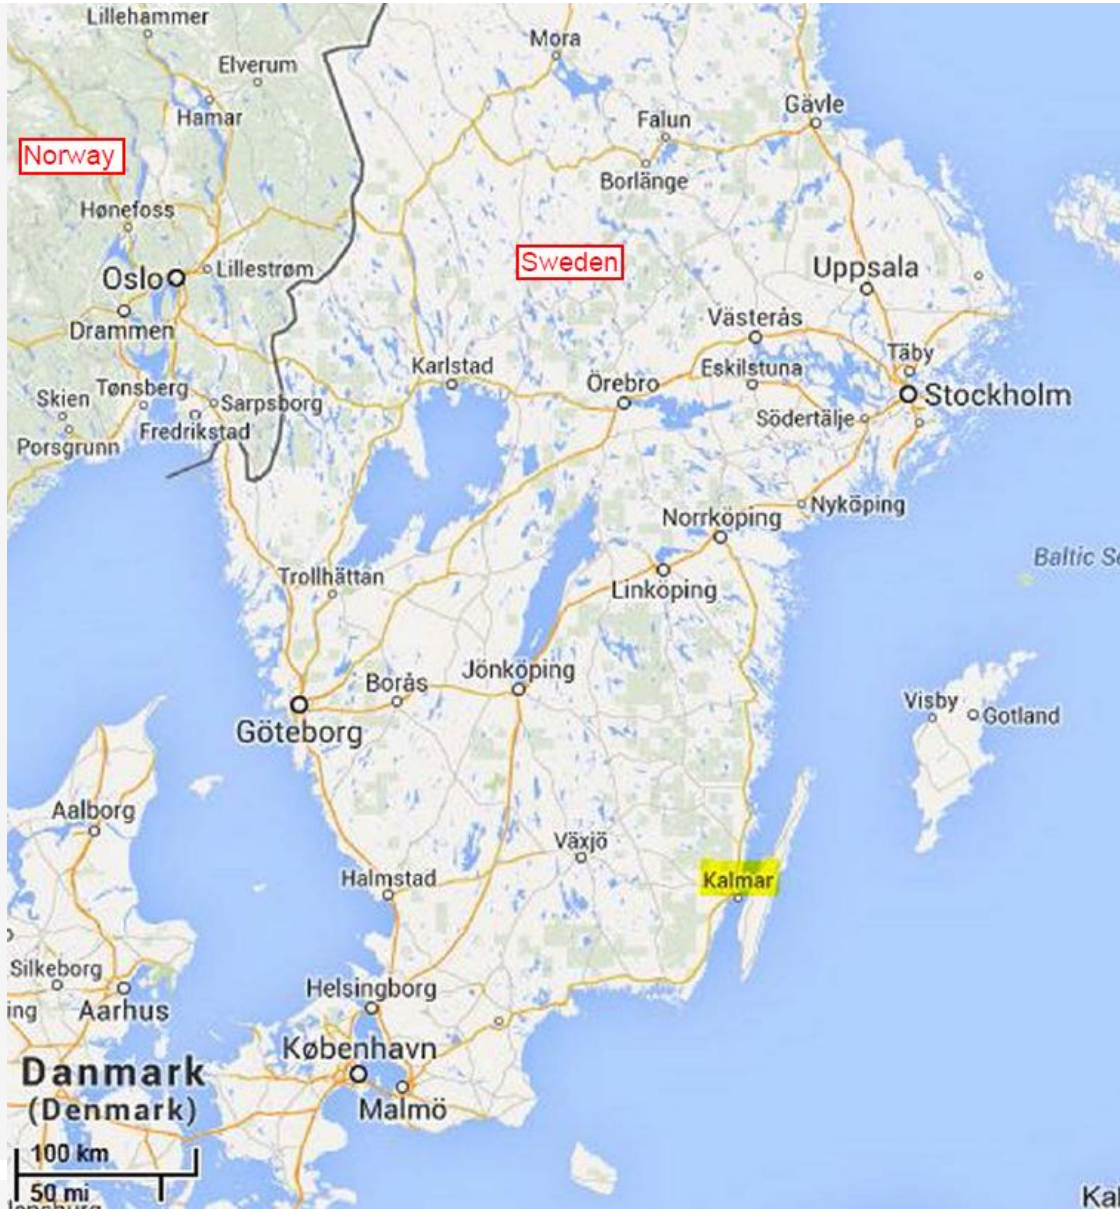 Lillehammer
Mora
Elverum
Gävle
Hamar
Falun
Norway
Borlänge
Hønefoss
Sweden
Oslo
Lillestrøm
Uppsala
Drammen
Västerås
Täby
Karlstad
Eskilstuna
Örebro
Tønsberg
Stockholm
Skien
Sarpsborg
Södertälje
Fredrikstad
Porsgrunn
Nyköping
Norrköping
Baltic Se
Trollhättan
Linköping
Jönköping
Borås
Visby
Gotland
Göteborg
Aalborg
Växjö
Halmstad
Kalmar
Silkeborg
Helsingborg
ing
Aarhus
København
Danmark
(Denmark)
Malmö
100 km
50 mi
Kal